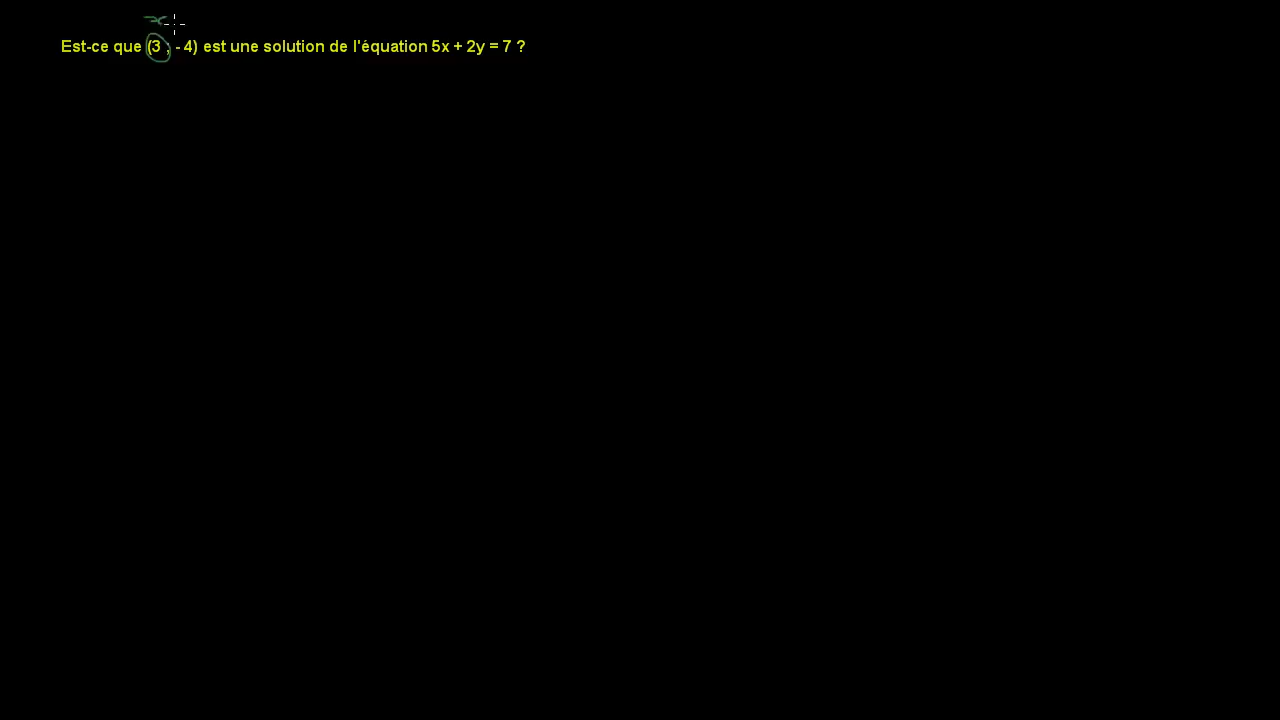 x
Est-ce que (3 ; - 4) est une solution de l'équation 5x + 2y = 7 ?